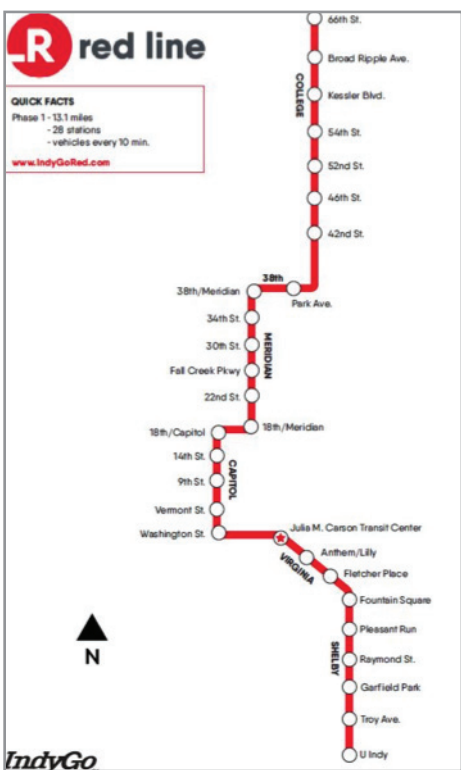 R red line
QUICK FACTS
Phase 1 - 13.1 miles
- 28 stations
- vehicles every 10 min.
www.IndyGoRed.com
66th St.
Broad Ripple Ave.
COLLEGE
Kessler Blvd.
54th St.
52nd St.
46th St.
42nd St.
38th
38th/Meridian
Park Ave.
34th St.
30th St.
MERIDIAN
Fall Creek Pkwy
22nd St.
18th/Capitol
18th/Meridian
14th St.
CAPITOL
9th St.
Vermont St.
Washington St.
Julia M. Carson Transit Center
VIRGINIA
Anthem/Lilly
Fletcher Place
Fountain Square
Pleasant Run
SHELBY
Raymond St.
Garfield Park
Troy Ave.
U Indy
N
IndyGo